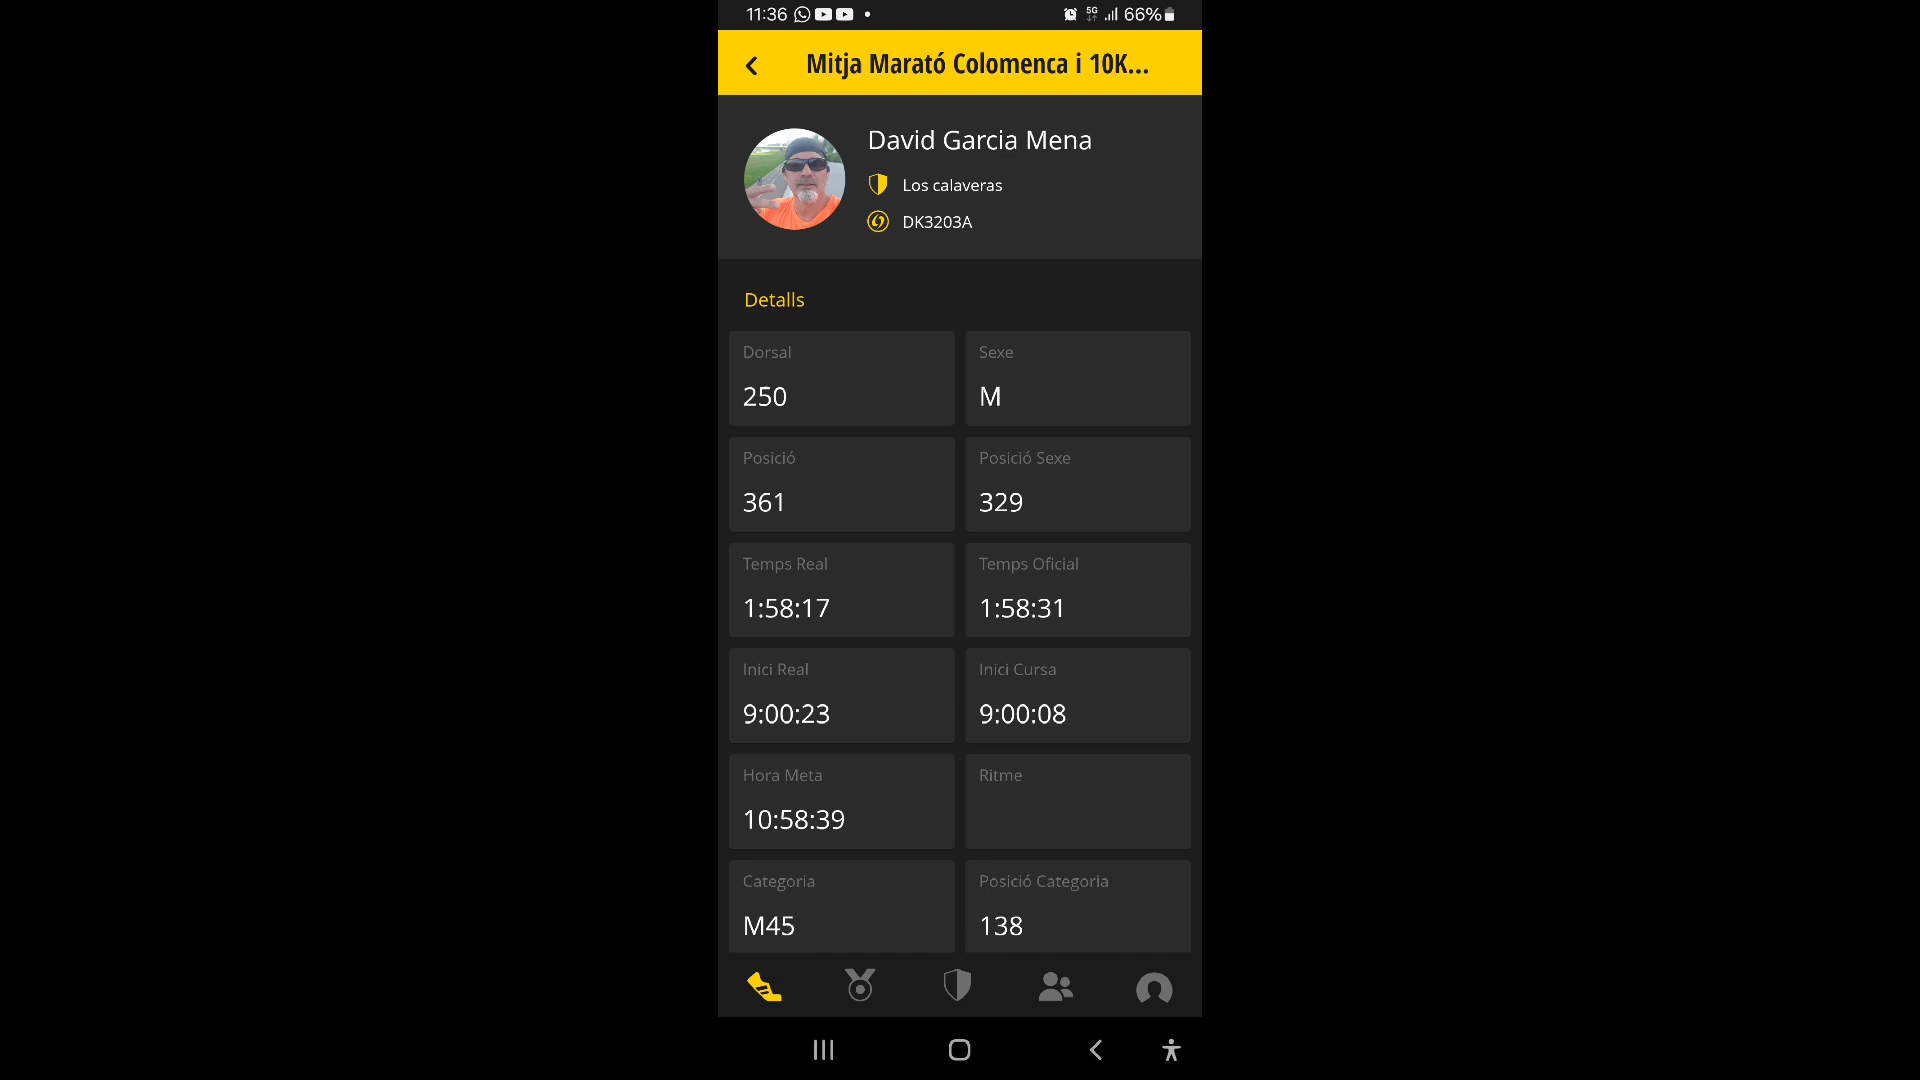 11:36
5G
66%
Mitja Marató Colomenca i 10K...
David Garcia Mena
Los calaveras
DK3203A
Detalls
Dorsal
250
Sexe
M
Posició
361
Posició Sexe
329
Temps Real
1:58:17
Temps Oficial
1:58:31
Inici Real
9:00:23
Inici Cursa
9:00:08
Hora Meta
10:58:39
Ritme
Categoria
M45
Posició Categoria
138